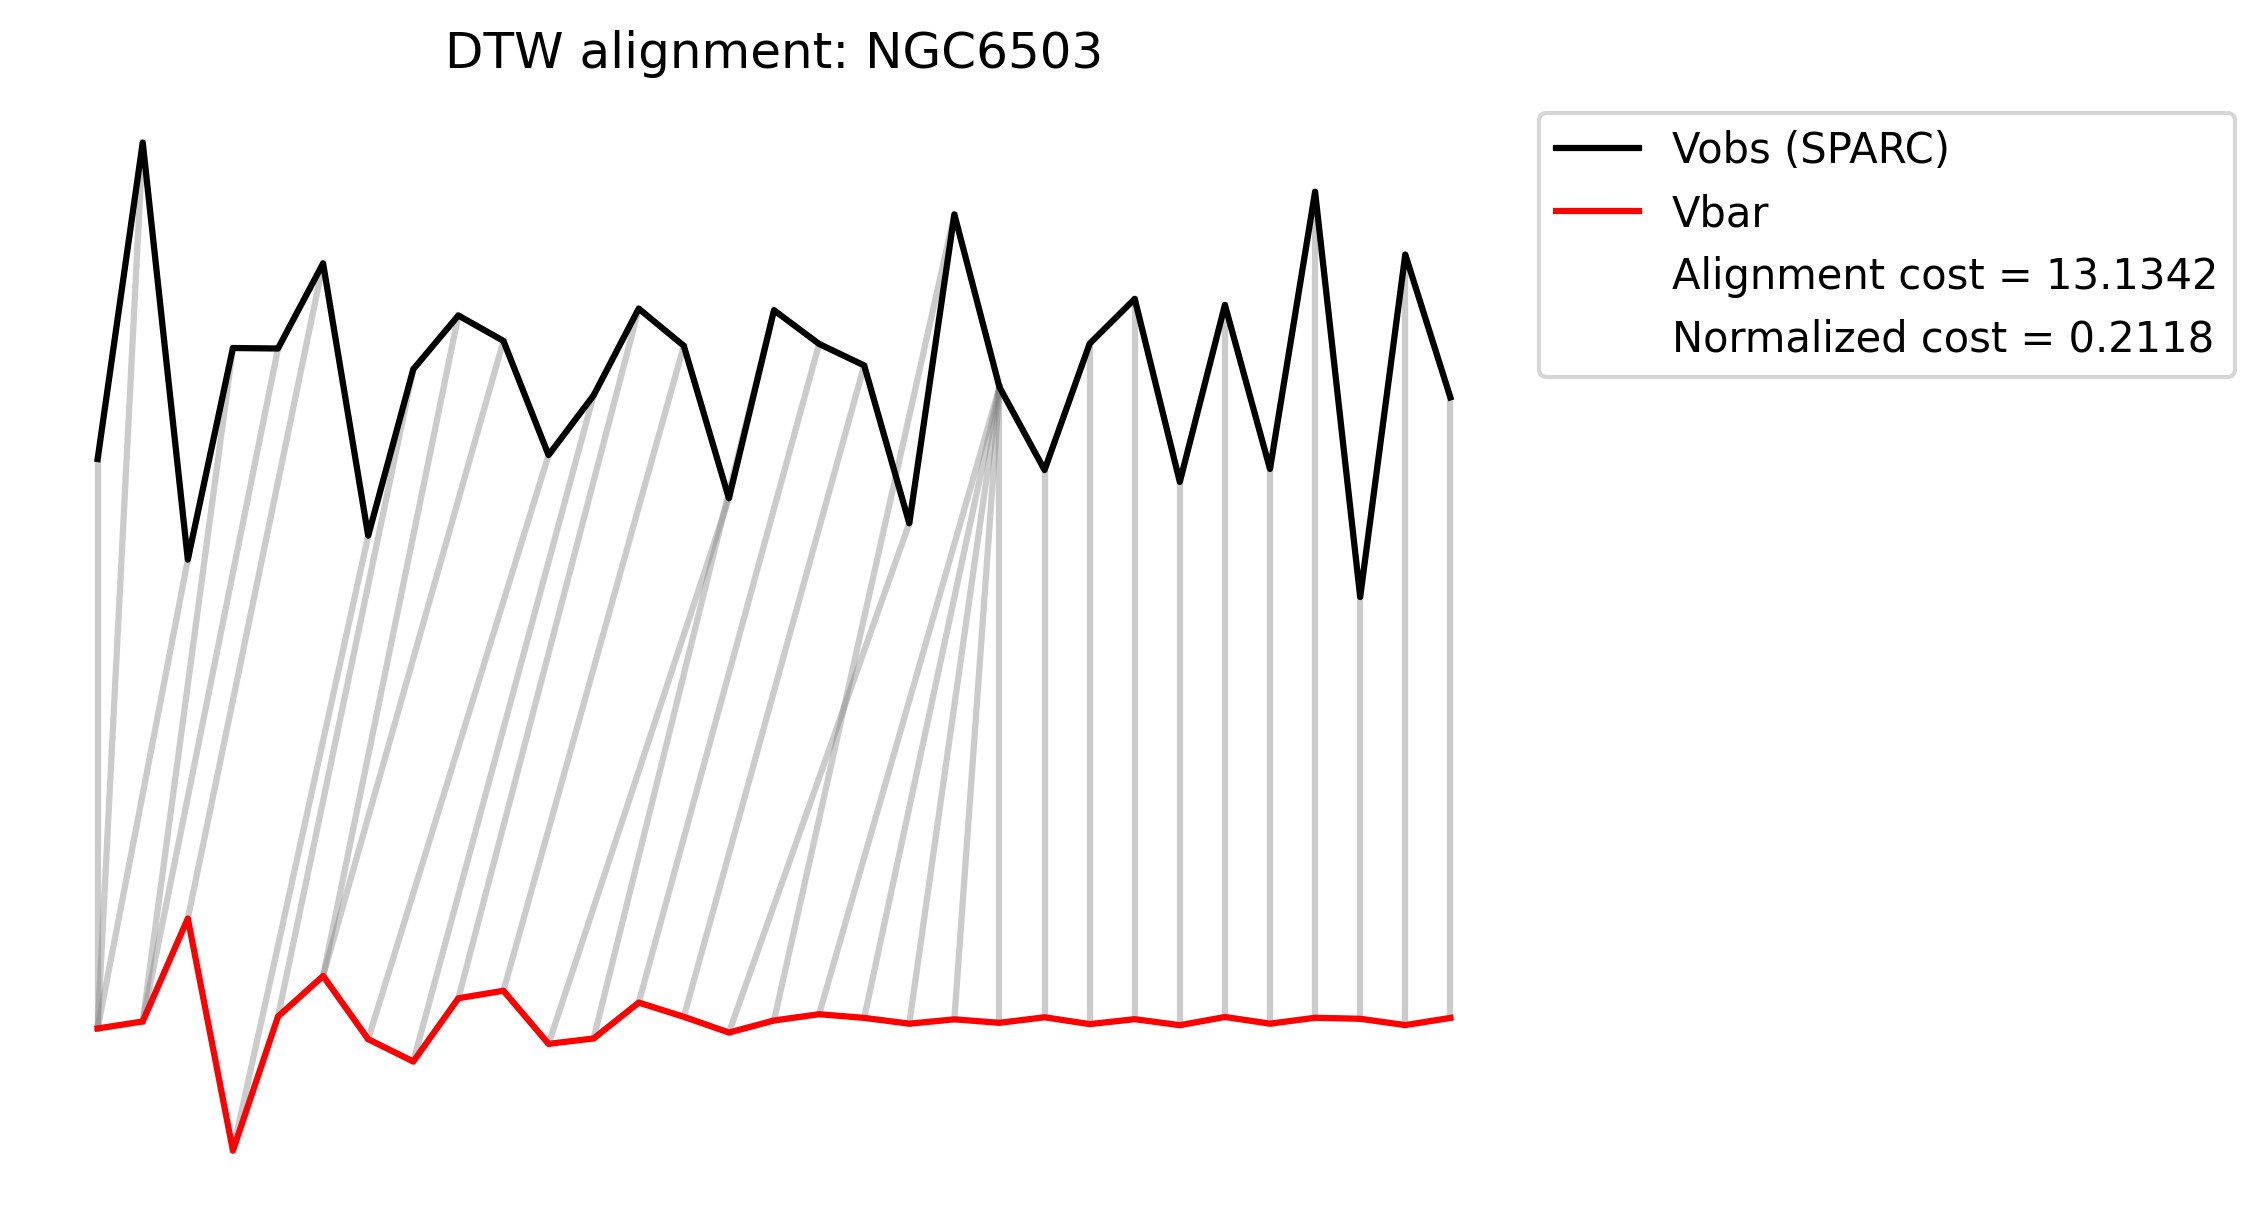 DTW alignment: NGC6503
Vobs (SPARC)
Vbar
Alignment cost = 13.1342
Normalized cost = 0.2118